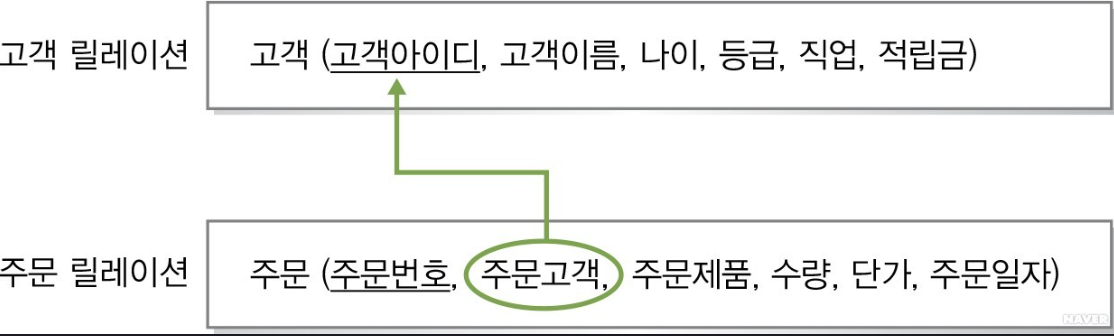 고객 릴레이션
고객 (고객아이디, 고객이름, 나이, 등급, 직업, 적립금)
주문 릴레이션
주문 (주문번호, 주문고객, 주문제품, 수량, 단가, 주문일자)
NAVER